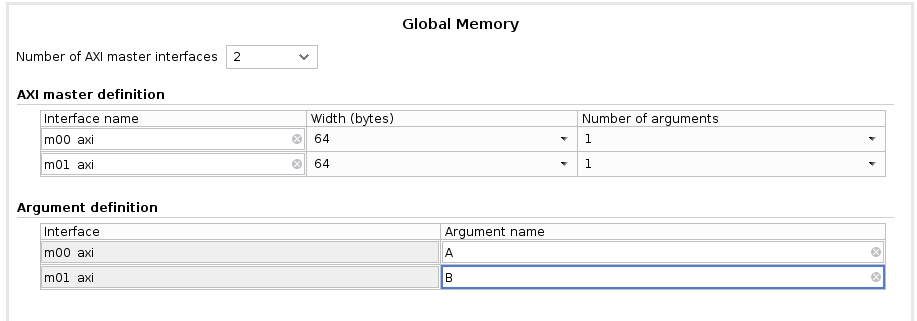 Global Memory
Number of AXI master interfaces 2
AXI master definition
Interface name Width (bytes) Number of arguments
m00_axi 64 1
m01_axi 64 1
Argument definition
Interface Argument name
m00_axi A
m01_axi B